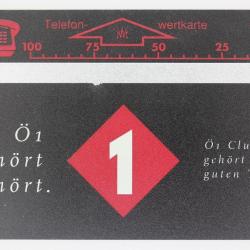 Telefon wertkarte
100 75 50 25
Ö1
hört
hört.
1
Ö1 Clu
gehört
guten